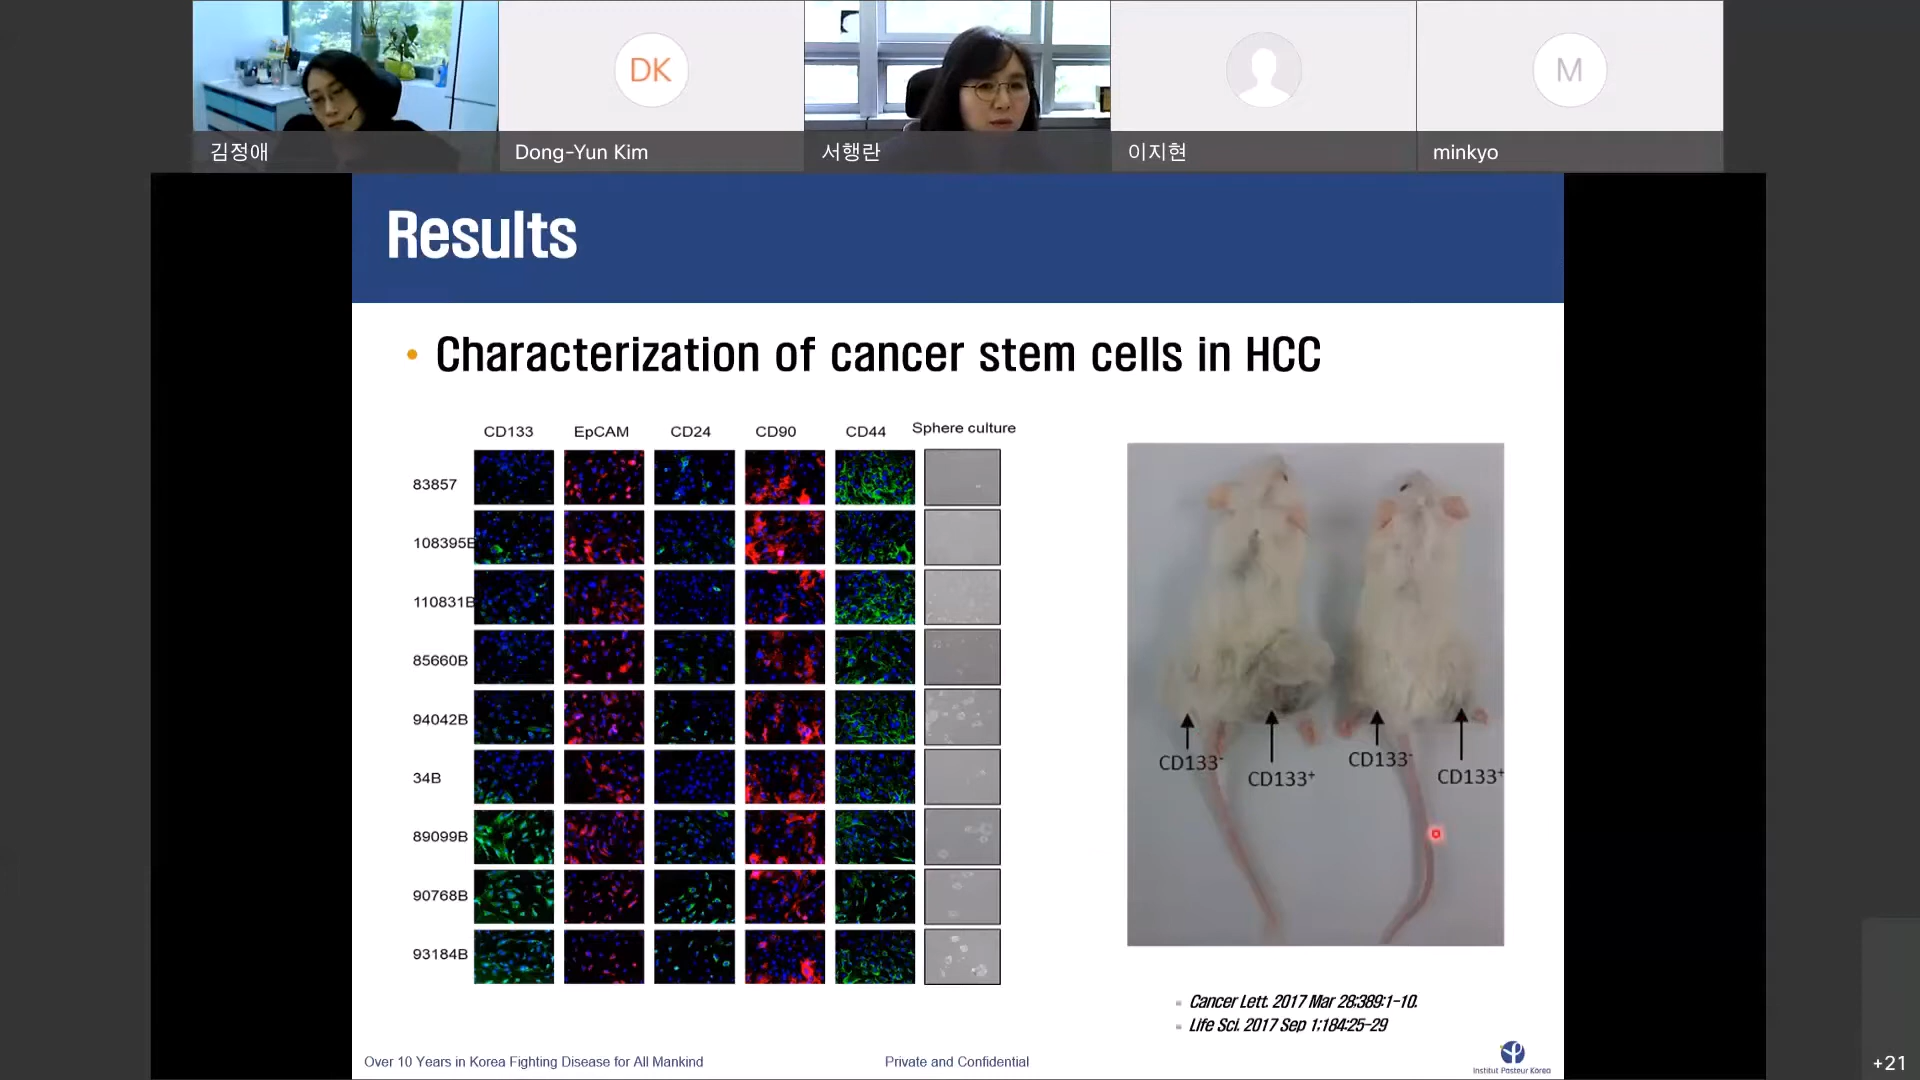 DK
M
김정애
Dong-Yun Kim
서행란
이지현
minkyo
Results
• Characterization of cancer stem cells in HCC
CD133 EpCAM CD24 CD90 CD44 Sphere culture
83857
108395B
110831B
85660B
94042B
34B
89099B
90768B
93184B
CD133- CD133+ CD133- CD133+
Cancer Lett. 2017 Mar 28;389:1-10.
Life Sci. 2017 Sep 1;184:25-29
Over 10 Years in Korea Fighting Disease for All Mankind
Private and Confidential
Institut Pasteur Korea
+21